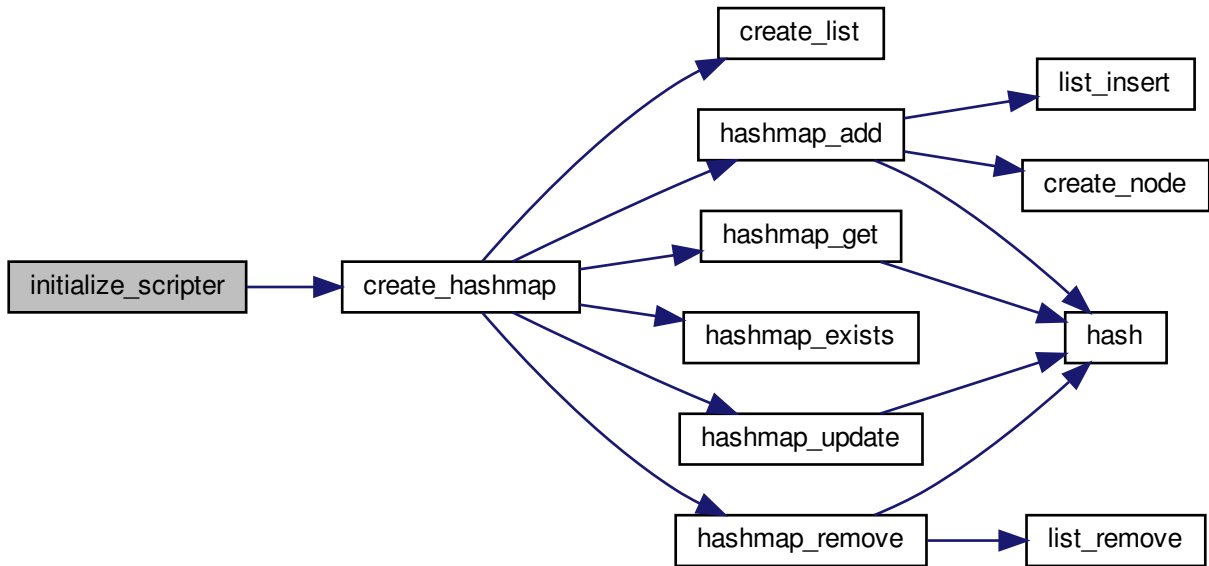 create_list
list_insert
hashmap_add
create_node
hashmap_get
initialize_scripter
create_hashmap
hashmap_exists
hash
hashmap_update
hashmap_remove
list_remove